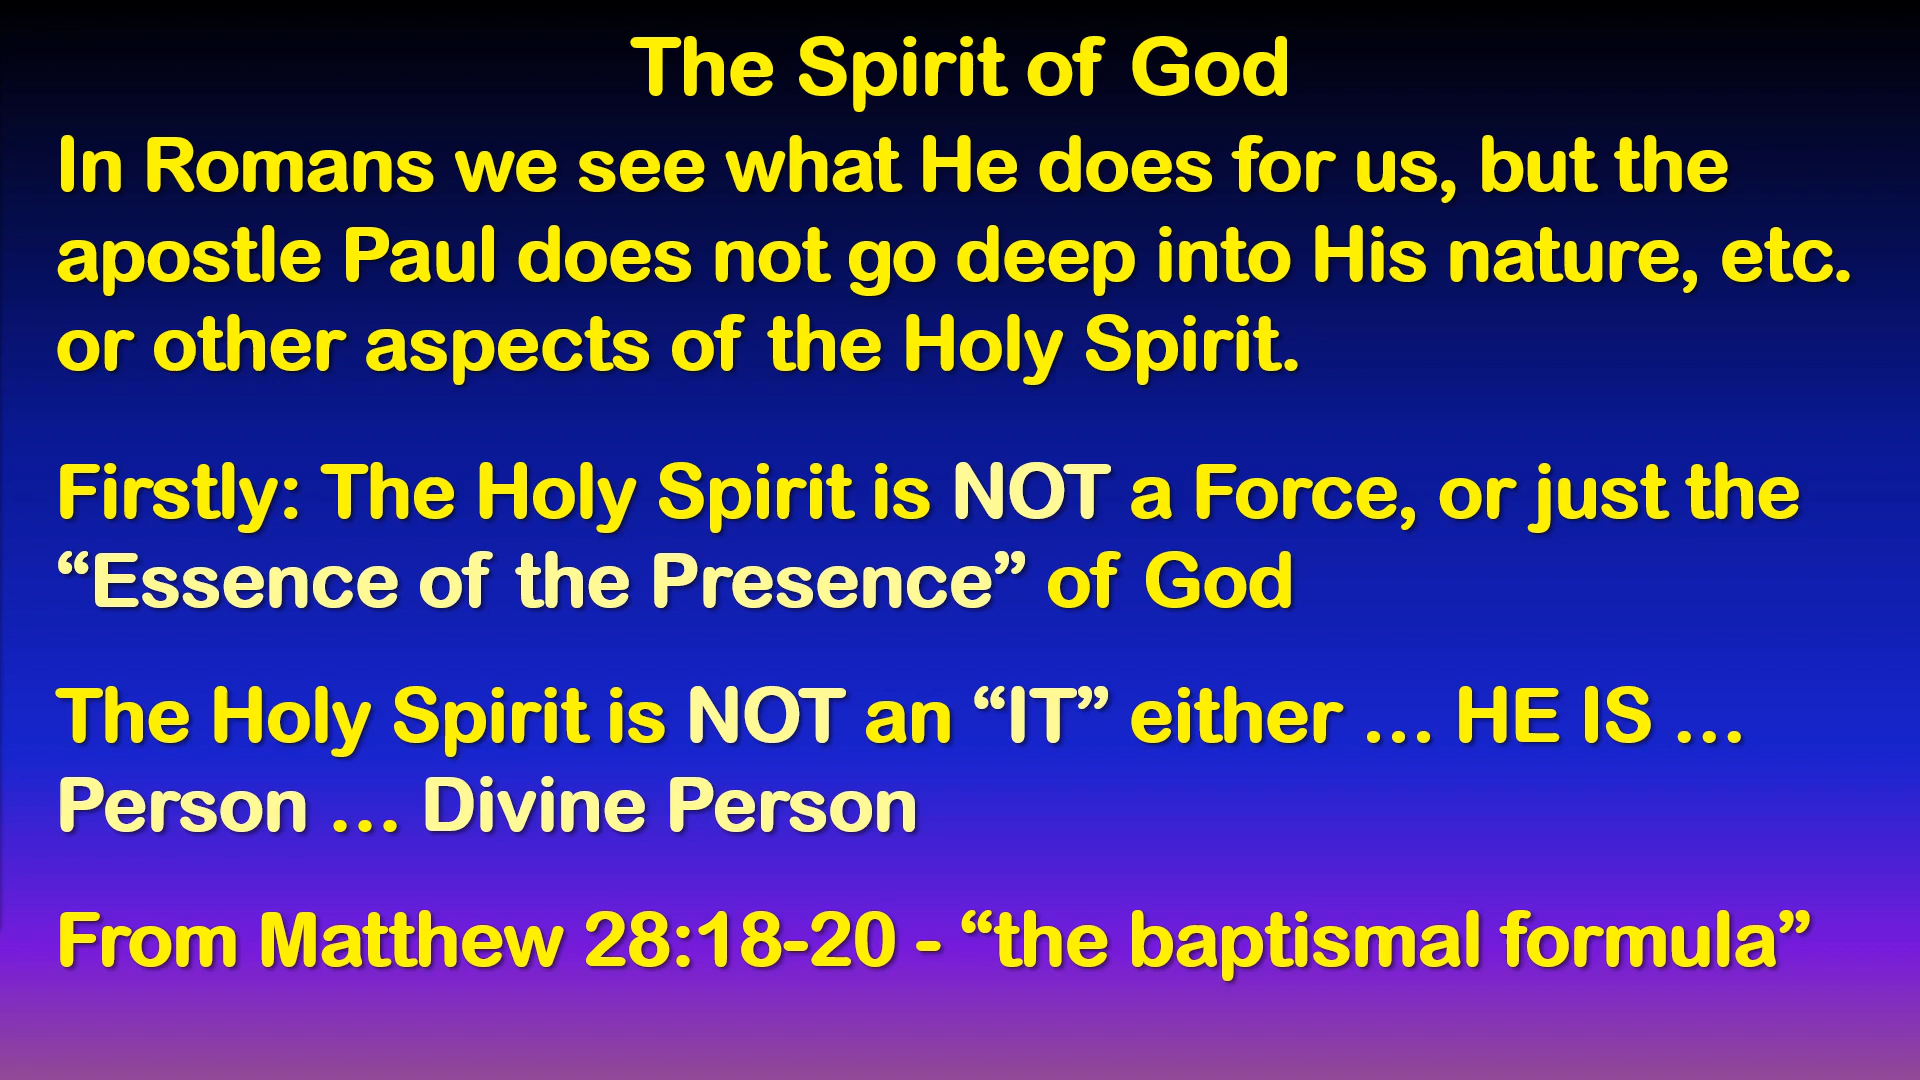 The Spirit of God
In Romans we see what He does for us, but the
apostle Paul does not go deep into His nature, etc.
or other aspects of the Holy Spirit.
Firstly: The Holy Spirit is NOT a Force, or just the
“Essence of the Presence” of God
The Holy Spirit is NOT an “IT” either … HE IS …
Person … Divine Person
From Matthew 28:18-20 - “the baptismal formula”